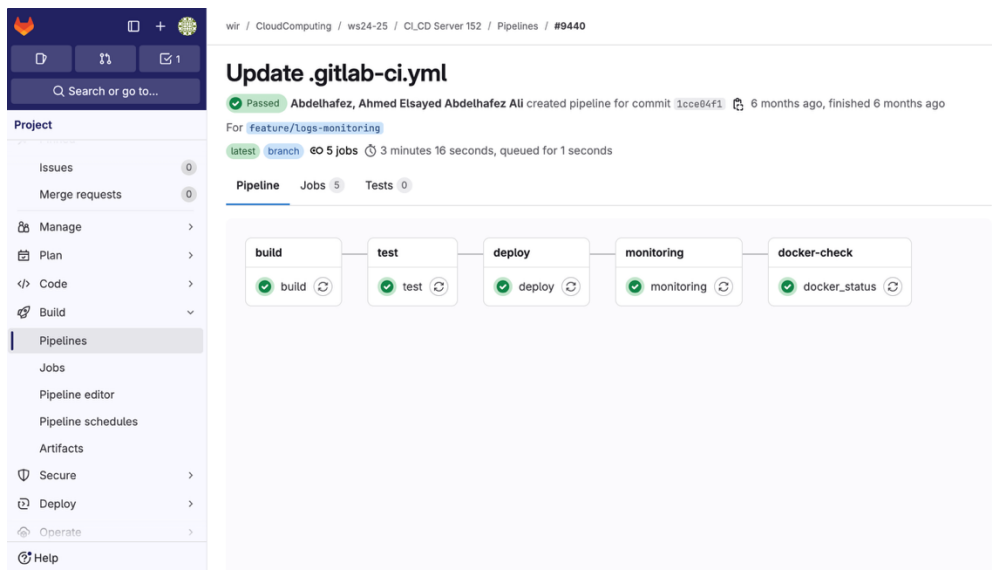 wir / CloudComputing / ws24-25 / CI_CD Server 152 / Pipelines / #9440
1
Search or go to...
Project
Issues 0
Merge requests 0
Manage
Plan
Code
Build
Pipelines
Jobs
Pipeline editor
Pipeline schedules
Artifacts
Secure
Deploy
Operate
Help
Update .gitlab-ci.yml
Passed Abdelhafez, Ahmed Elsayed Abdelhafez Ali created pipeline for commit 1cce04f1 6 months ago, finished 6 months ago
For feature/logs-monitoring
latest branch 5 jobs 3 minutes 16 seconds, queued for 1 seconds
Pipeline Jobs 5 Tests 0
build test deploy monitoring docker-check
build test deploy monitoring docker_status